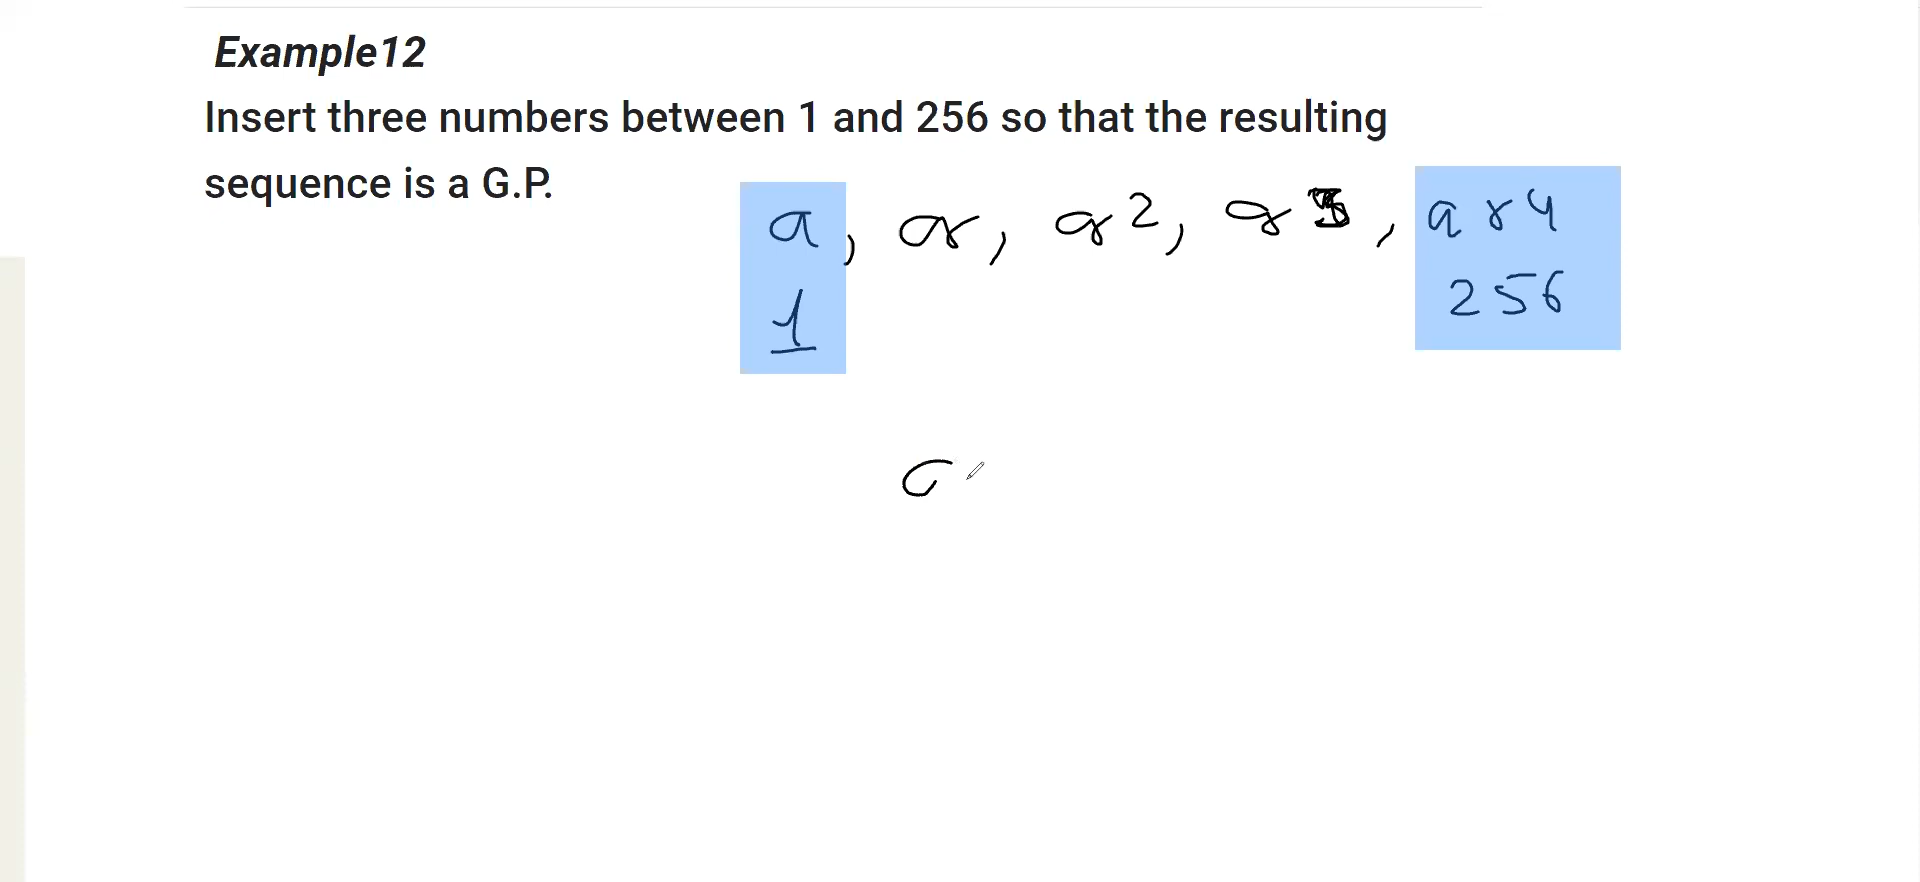 Example12
Insert three numbers between 1 and 256 so that the resulting
sequence is a G.P.
a, ar, ar2, ar3, ar4
1 256
a